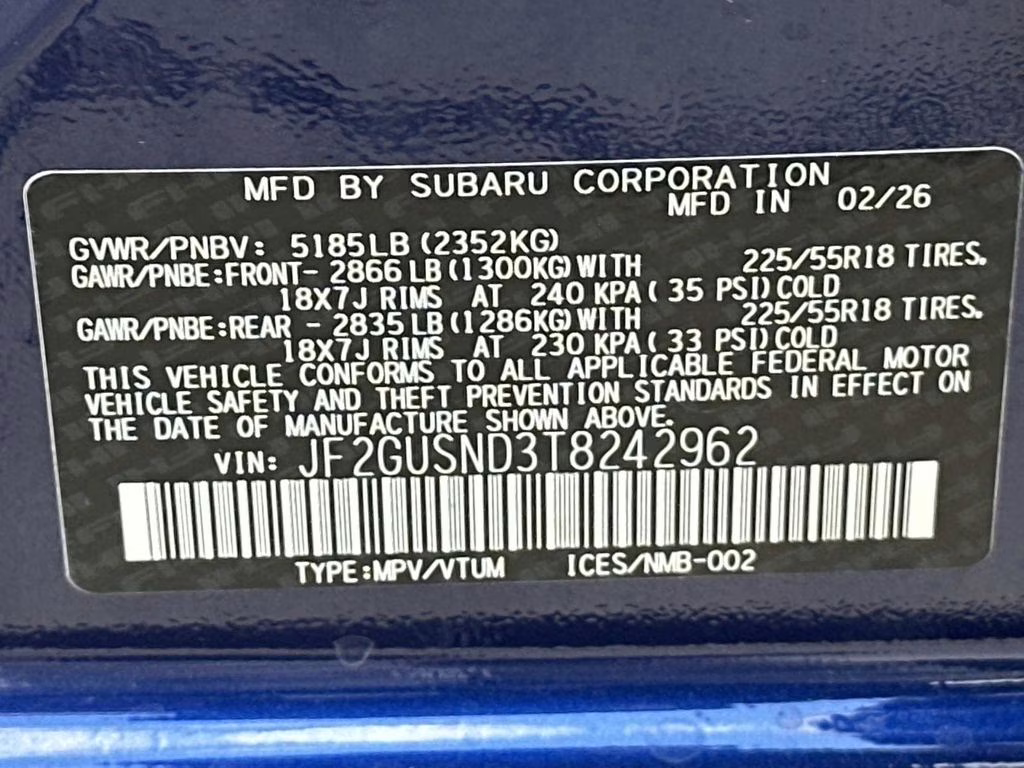 MFD BY SUBARU CORPORATION
MFD IN 02/26
GVWR/PNBV: 5185LB (2352KG)
GAWR/PNBE:FRONT- 2866 LB (1300KG) WITH 225/55R18 TIRES.
18X7J RIMS AT 240 KPA ( 35 PSI) COLD
GAWR/PNBE:REAR - 2835 LB (1286KG) WITH 225/55R18 TIRES.
18X7J RIMS AT 230 KPA ( 33 PSI) COLD
THIS VEHICLE CONFORMS TO ALL APPLICABLE FEDERAL MOTOR
VEHICLE SAFETY AND THEFT PREVENTION STANDARDS IN EFFECT ON
THE DATE OF MANUFACTURE SHOWN ABOVE.
VIN: JF2GUSND3T8242962
TYPE:MPV/VTUM ICES/NMB-002